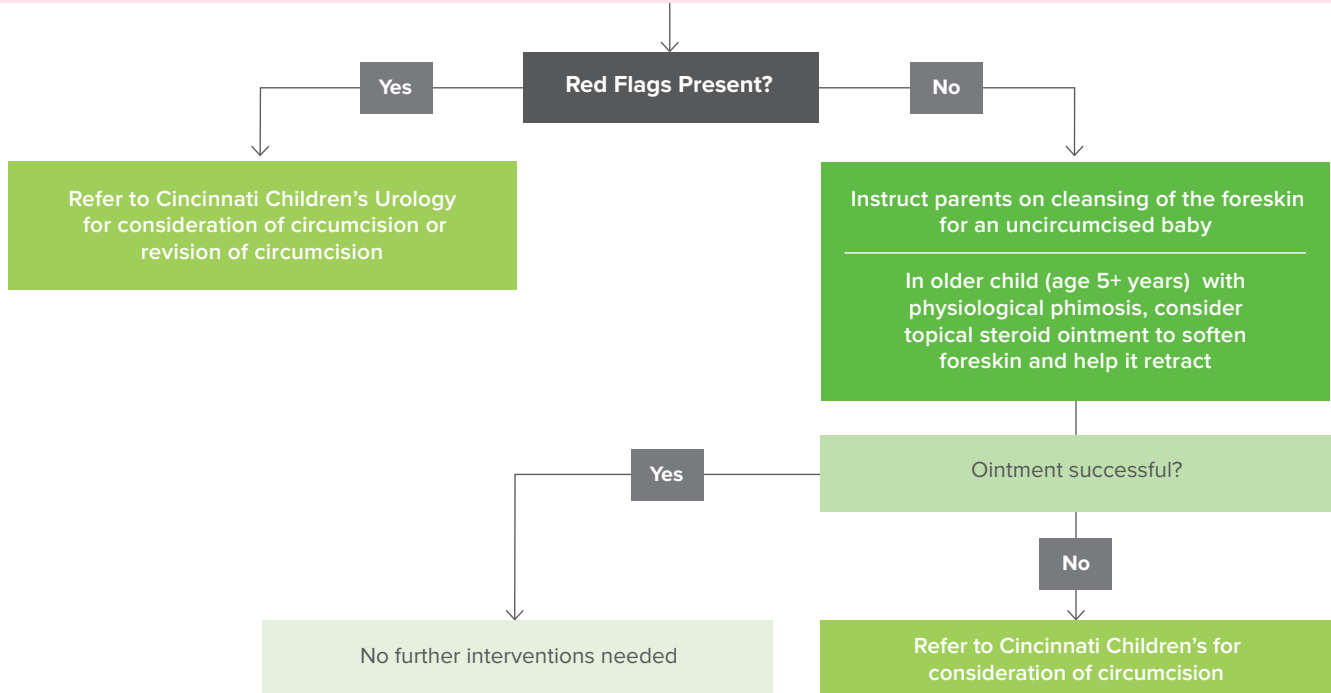 Red Flags Present?
Yes
No
Refer to Cincinnati Children’s Urology
for consideration of circumcision or
revision of circumcision
Instruct parents on cleansing of the foreskin
for an uncircumcised baby
In older child (age 5+ years) with
physiological phimosis, consider
topical steroid ointment to soften
foreskin and help it retract
Ointment successful?
Yes
No
No further interventions needed
Refer to Cincinnati Children’s for
consideration of circumcision